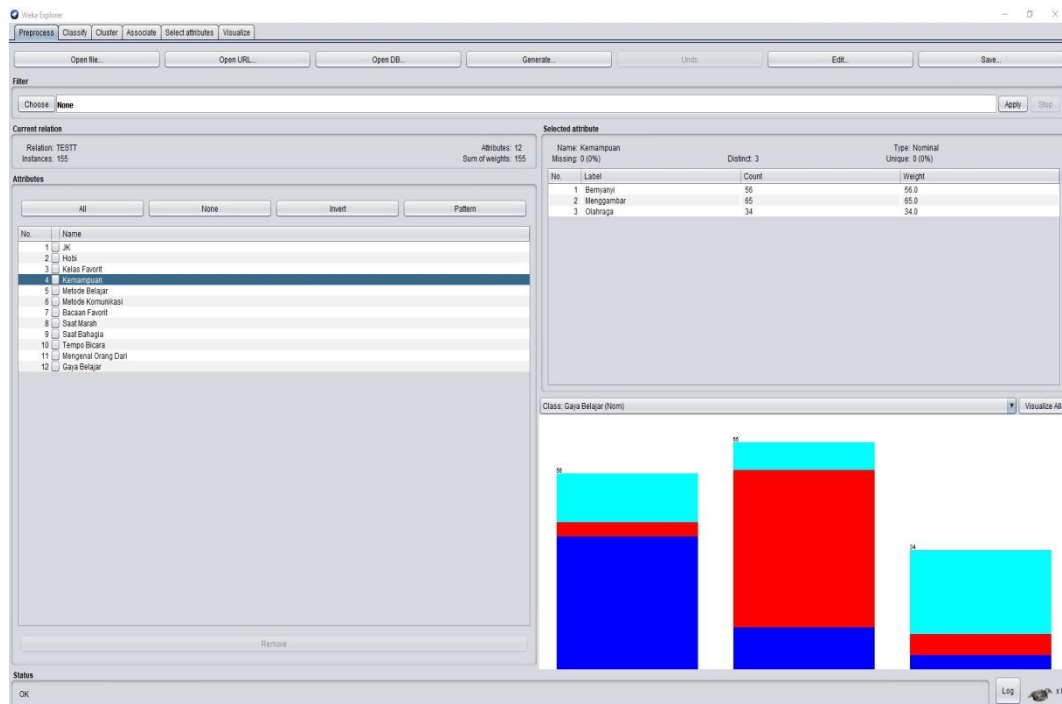 Weka Explorer
Preprocess Classify Cluster Associate Select attributes Visualize
Open file... Open URL... Open DB... Generate... Undo Edit... Save...
Filter
Choose None Apply Stop
Current relation
Relation: TESTT Attributes: 12
Instances: 155 Sum of weights: 155
Attributes
All None Invert Pattern
No. Name
1 JK
2 Hobi
3 Kelas Favorit
4 Kemampuan
5 Metode Belajar
6 Metode Komunikasi
7 Bacaan Favorit
8 Saat Marah
9 Saat Bahagia
10 Tempo Bicara
11 Mengenal Orang Dari
12 Gaya Belajar
Remove
Selected attribute
Name: Kemampuan Type: Nominal
Missing: 0 (0%) Distinct: 3 Unique: 0 (0%)
No. Label Count Weight
1 Bernyanyi 56 56.0
2 Menggambar 65 65.0
3 Olahraga 34 34.0
Class: Gaya Belajar (Nom) Visualize All
56
65
34
Status
OK
Log